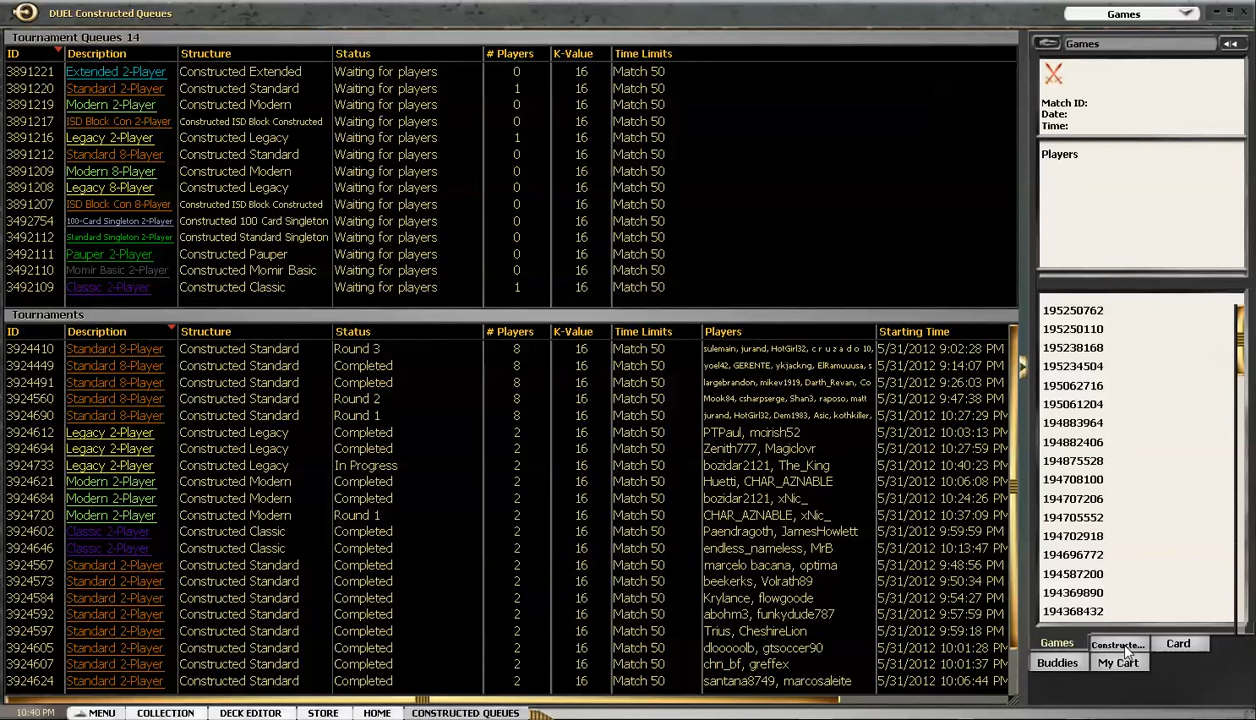 DUEL Constructed Queues
Games
Tournament Queues 14
ID Description Structure Status # Players K-Value Time Limits
3891221 Extended 2-Player Constructed Extended Waiting for players 0 16 Match 50
3891220 Standard 2-Player Constructed Standard Waiting for players 1 16 Match 50
3891219 Modern 2-Player Constructed Modern Waiting for players 0 16 Match 50
3891217 ISD Block Con 2-Player Constructed ISD Block Constructed Waiting for players 0 16 Match 50
3891216 Legacy 2-Player Constructed Legacy Waiting for players 1 16 Match 50
3891212 Standard 8-Player Constructed Standard Waiting for players 0 16 Match 50
3891209 Modern 8-Player Constructed Modern Waiting for players 0 16 Match 50
3891208 Legacy 8-Player Constructed Legacy Waiting for players 0 16 Match 50
3891207 ISD Block Con 8-Player Constructed ISD Block Constructed Waiting for players 0 16 Match 50
3492754 100-Card Singleton 2-Player Constructed 100 Card Singleton Waiting for players 0 16 Match 50
3492112 Standard Singleton 2-Player Constructed Standard Singleton Waiting for players 0 16 Match 50
3492111 Pauper 2-Player Constructed Pauper Waiting for players 0 16 Match 50
3492110 Momir Basic 2-Player Constructed Momir Basic Waiting for players 0 16 Match 50
3492109 Classic 2-Player Constructed Classic Waiting for players 1 16 Match 50
Tournaments
ID Description Structure Status # Players K-Value Time Limits Players Starting Time
3924410 Standard 8-Player Constructed Standard Round 3 8 16 Match 50 sulemain, jurand, HotGirl32, c r u z a d o 10, 5/31/2012 9:02:28 PM
3924449 Standard 8-Player Constructed Standard Completed 8 16 Match 50 yoel42, GERENTE, ykjackng, ElRamuuusa, s 5/31/2012 9:14:07 PM
3924491 Standard 8-Player Constructed Standard Completed 8 16 Match 50 largebrandon, mikev1919, Darth_Revan, Co 5/31/2012 9:26:03 PM
3924560 Standard 8-Player Constructed Standard Round 2 8 16 Match 50 Mook84, csharpserge, Shan3, raposo, matt 5/31/2012 9:47:38 PM
3924690 Standard 8-Player Constructed Standard Round 1 8 16 Match 50 jurand, HotGirl32, Dem1983, Asic, kothkiller, 5/31/2012 10:27:29 PM
3924612 Legacy 2-Player Constructed Legacy Completed 2 16 Match 50 PTPaul, mcirish52 5/31/2012 10:03:13 PM
3924694 Legacy 2-Player Constructed Legacy Completed 2 16 Match 50 Zenith777, Magiclovr 5/31/2012 10:27:59 PM
3924733 Legacy 2-Player Constructed Legacy In Progress 2 16 Match 50 bozidar2121, The_King 5/31/2012 10:40:23 PM
3924621 Modern 2-Player Constructed Modern Completed 2 16 Match 50 Huetti, CHAR_AZNABLE 5/31/2012 10:06:08 PM
3924684 Modern 2-Player Constructed Modern Completed 2 16 Match 50 bozidar2121, xNic_ 5/31/2012 10:24:26 PM
3924720 Modern 2-Player Constructed Modern Round 1 2 16 Match 50 CHAR_AZNABLE, xNic_ 5/31/2012 10:37:09 PM
3924602 Classic 2-Player Constructed Classic Completed 2 16 Match 50 Paendragoth, JamesHowlett 5/31/2012 9:59:59 PM
3924646 Classic 2-Player Constructed Classic Completed 2 16 Match 50 endless_nameless, MrB 5/31/2012 10:13:47 PM
3924567 Standard 2-Player Constructed Standard Completed 2 16 Match 50 marcelo bacana, optima 5/31/2012 9:48:56 PM
3924573 Standard 2-Player Constructed Standard Completed 2 16 Match 50 beekerks, Volrath89 5/31/2012 9:50:34 PM
3924584 Standard 2-Player Constructed Standard Completed 2 16 Match 50 Krylance, flowgoode 5/31/2012 9:54:27 PM
3924592 Standard 2-Player Constructed Standard Completed 2 16 Match 50 abohm3, funkydude787 5/31/2012 9:57:59 PM
3924597 Standard 2-Player Constructed Standard Completed 2 16 Match 50 Trius, CheshireLion 5/31/2012 9:59:18 PM
3924605 Standard 2-Player Constructed Standard Completed 2 16 Match 50 dlooooolb, gtsoccer90 5/31/2012 10:01:37 PM
3924607 Standard 2-Player Constructed Standard Completed 2 16 Match 50 chn_bf, greffex 5/31/2012 10:01:37 PM
3924624 Standard 2-Player Constructed Standard Completed 2 16 Match 50 santana8749, marcosaleite 5/31/2012 10:06:44 PM
Games
Match ID:
Date:
Time:
Players
195250762
195250110
195238168
195234504
195062716
195061204
194883964
194882406
194875528
194708100
194707206
194705552
194702918
194696772
194587200
194369890
194368432
Games Constructe... Card
Buddies My Cart
10:40 PM MENU COLLECTION DECK EDITOR STORE HOME CONSTRUCTED QUEUES